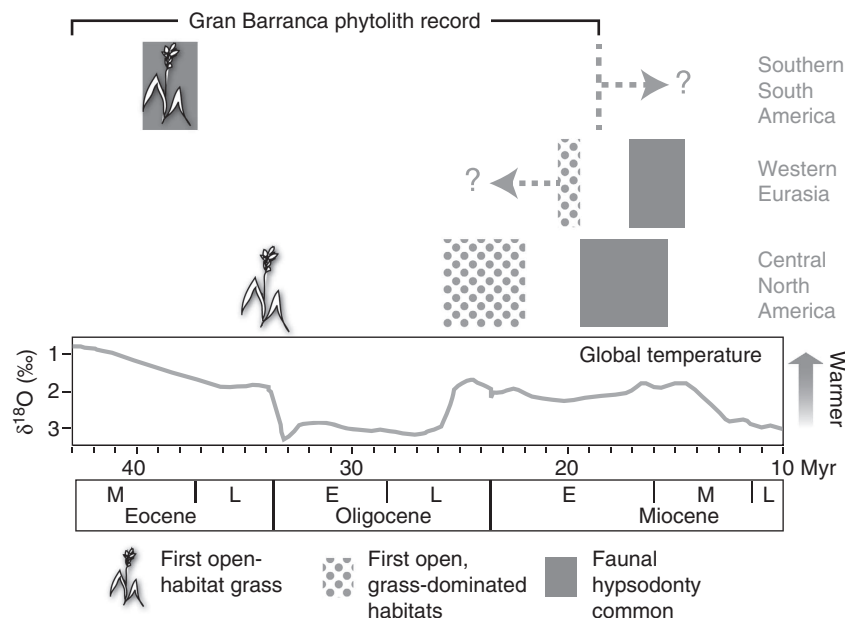 Gran Barranca phytolith record
?
Southern
South
America
?
Western
Eurasia
Central
North
America
δ18O (‰)
1
2
3
Global temperature
Warmer
40
30
20
10 Myr
M
L
E
L
E
M
L
Eocene
Oligocene
Miocene
First open-
habitat grass
First open,
grass-dominated
habitats
Faunal
hypsodonty
common